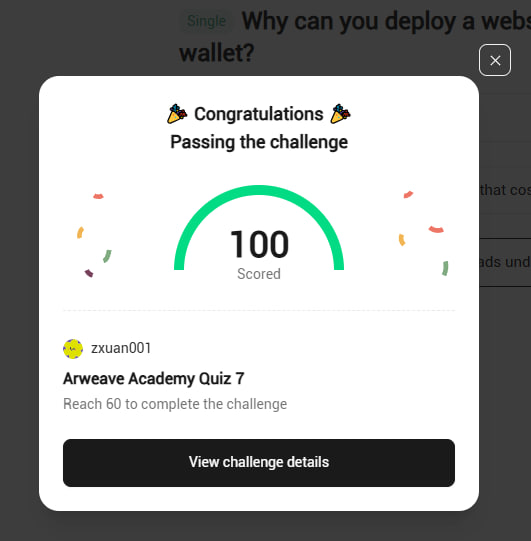 Single Why can you deploy a webs
wallet?
Congratulations
Passing the challenge
that cos
100
Scored
ads und
zxuan001
Arweave Academy Quiz 7
Reach 60 to complete the challenge
View challenge details